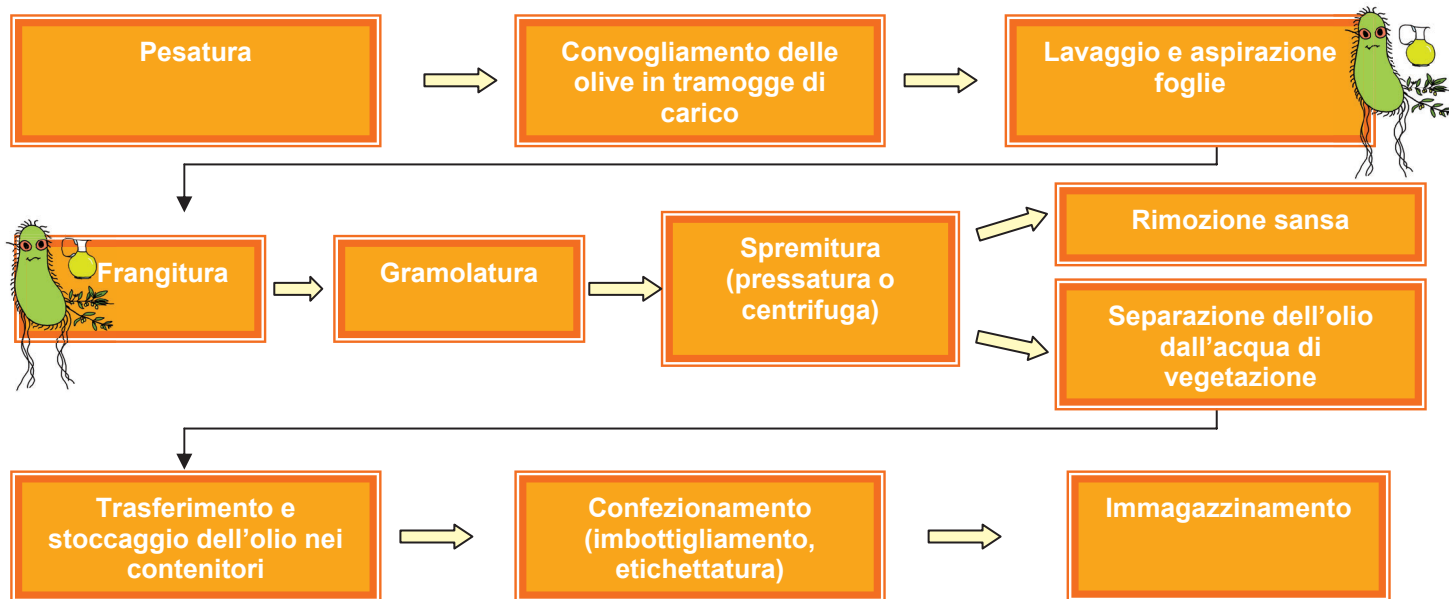 Pesatura
Convogliamento delle
olive in tramogge di
carico
Lavaggio e aspirazione
foglie
Frangitura
Gramolatura
Spremitura
(pressatura o
centrifuga)
Rimozione sansa
Separazione dell’olio
dall’acqua di
vegetazione
Trasferimento e
stoccaggio dell’olio nei
contenitori
Confezionamento
(imbottigliamento,
etichettatura)
Immagazzinamento